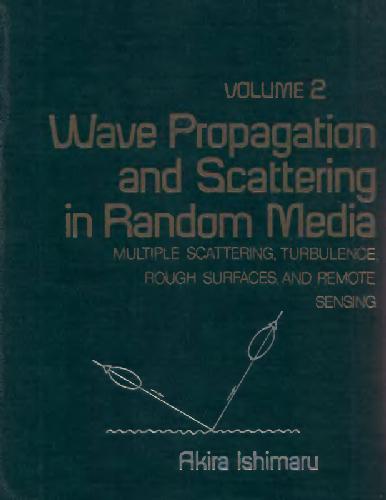 VOLUME 2
Wave Propagation
and Scattering
in Random Media
MULTIPLE SCATTERING, TURBULENCE
ROUGH SURFACES, AND REMOTE
SENSING
Akira Ishimaru